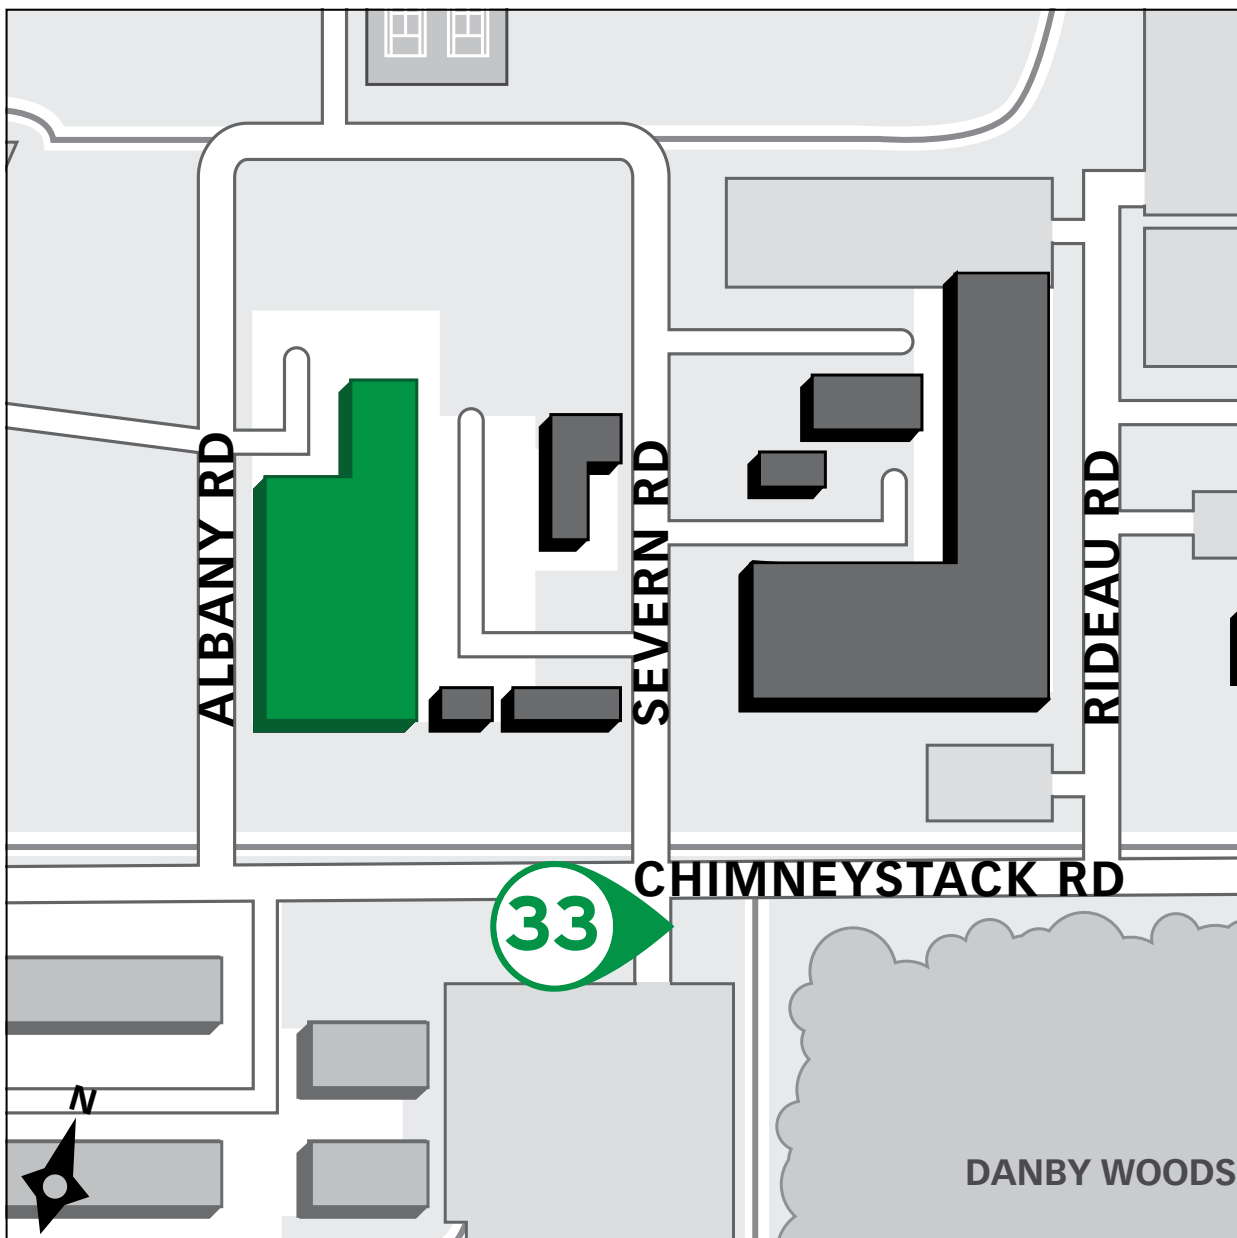 ALBANY RD
SEVERN RD
RIDEAU RD
CHIMNEYSTACK RD
33
N
DANBY WOODS